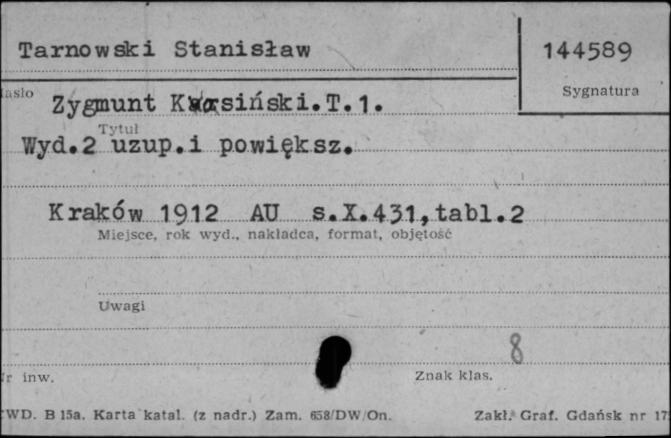 Tarnowski Stanisław
144589
Sygnatura
Zygmunt Krasiński.T.1.
Tytuł
Wyd.2 uzup.i powiększ.
Kraków 1912 AU s.X.431,tabl.2
Miejsce, rok wyd., nakładca, format, objętość
Uwagi
8
inw.
Znak klas.
WD. B 15a. Karta katal. (z nadr.) Zam. 658/DW/On.
Zakł. Graf. Gdańsk nr 17